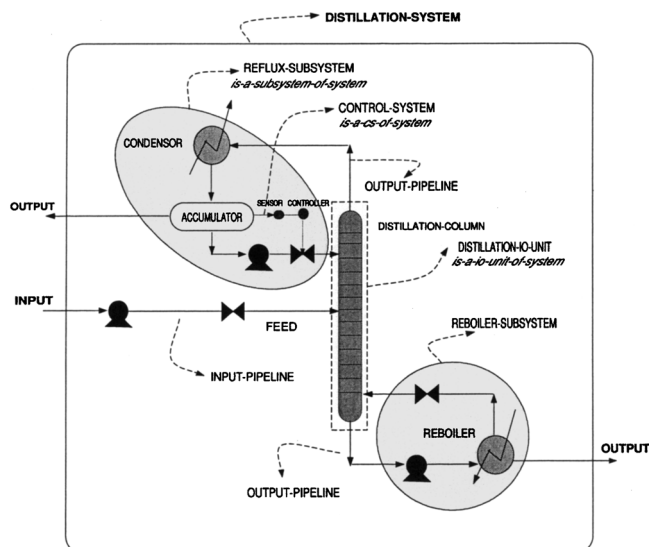 DISTILLATION-SYSTEM
REFLUX-SUBSYSTEM
is-a-subsystem-of-system
CONTROL-SYSTEM
is-a-cs-of-system
CONDENSOR
OUTPUT-PIPELINE
OUTPUT
ACCUMULATOR
SENSOR
CONTROLLER
DISTILLATION-COLUMN
DISTILLATION-IO-UNIT
is-a-io-unit-of-system
INPUT
FEED
REBOILER-SUBSYSTEM
INPUT-PIPELINE
REBOILER
OUTPUT
OUTPUT-PIPELINE